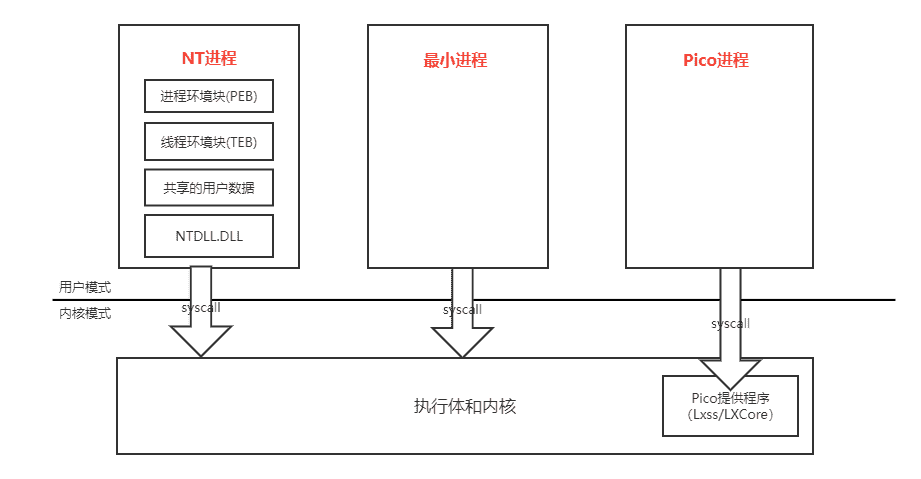 NT进程
最小进程
Pico进程
进程环境块(PEB)
线程环境块(TEB)
共享的用户数据
NTDLL.DLL
用户模式
内核模式
syscall
syscall
syscall
执行体和内核
Pico提供程序
（Lxss/LXCore）